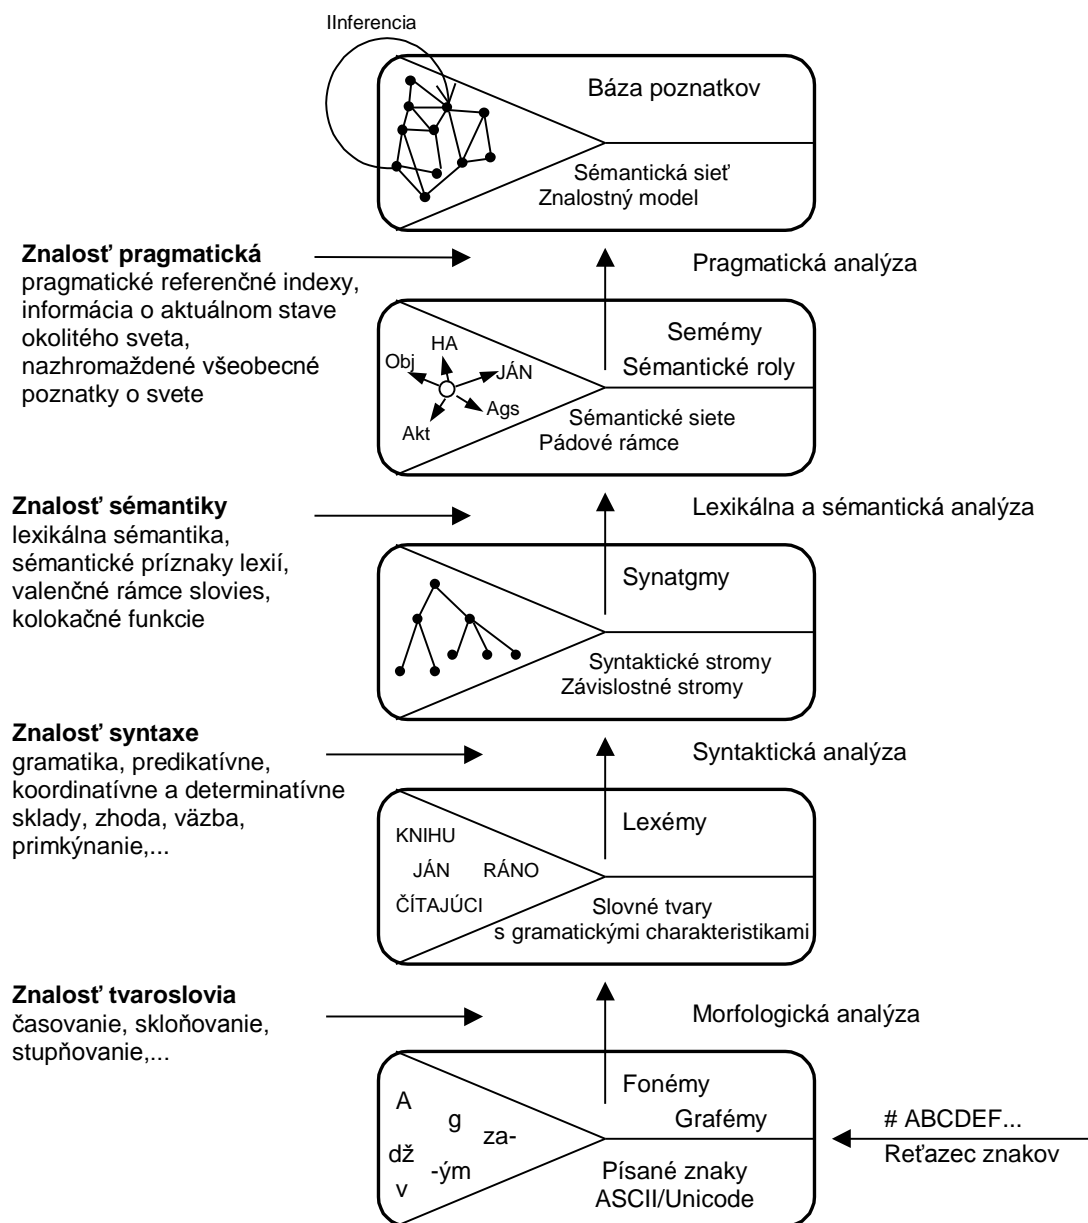 IInferencia
Báza poznatkov
Sémantická sieť
Znalostný model
Znalosť pragmatická
pragmatické referenčné indexy,
informácia o aktuálnom stave
okolitého sveta,
nazhromaždené všeobecné
poznatky o svete
Pragmatická analýza
Semémy
Sémantické roly
HA
Obj
JÁN
Ags
Akt
Sémantické siete
Pádové rámce
Znalosť sémantiky
lexikálna sémantika,
sémantické príznaky lexií,
valenčné rámce slovies,
kolokačné funkcie
Lexikálna a sémantická analýza
Synatgmy
Syntaktické stromy
Závislostné stromy
Znalosť syntaxe
gramatika, predikatívne,
koordinatívne a determinatívne
sklady, zhoda, väzba,
primkýnanie,...
Syntaktická analýza
Lexémy
KNIHU
JÁN RÁNO
ČÍTAJÚCI
Slovné tvary
s gramatickými charakteristikami
Znalosť tvaroslovia
časovanie, skloňovanie,
stupňovanie,...
Morfologická analýza
Fonémy
Grafémy
A
g
za-
dž
-ým
v
Písané znaky
ASCII/Unicode
# ABCDEF...
Reťazec znakov